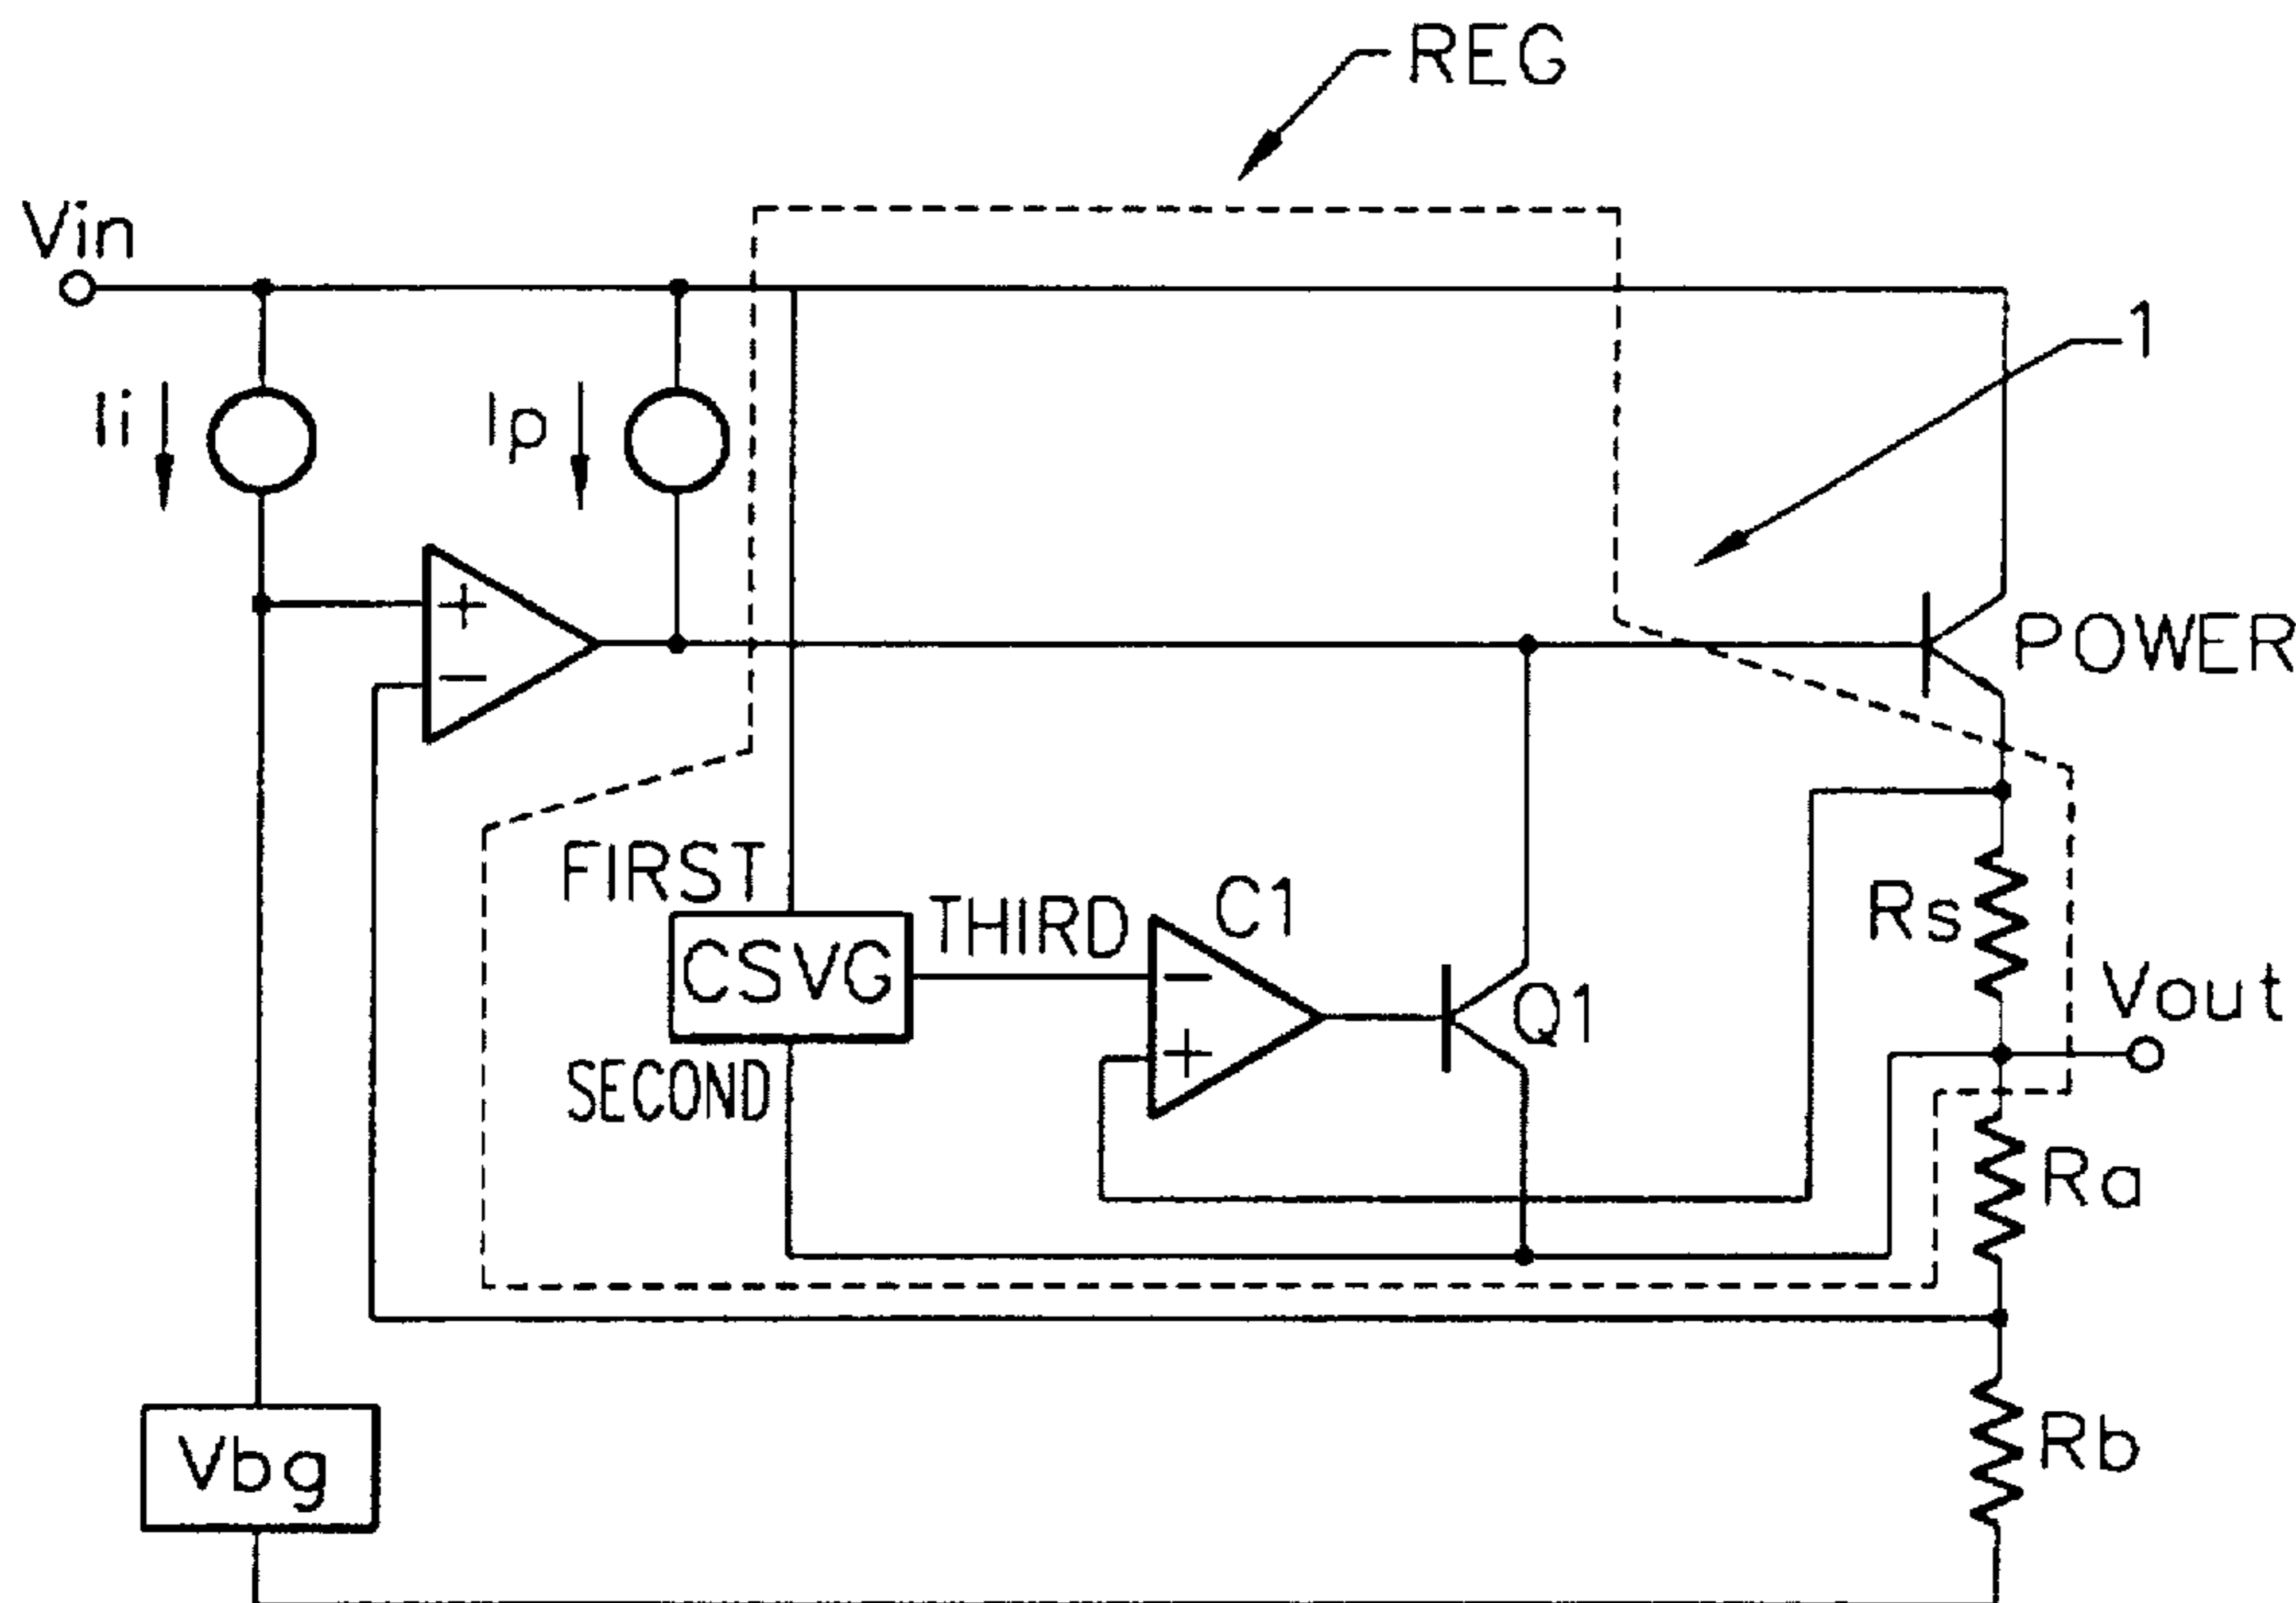 REG
Vin
1
Ii
Ip
+
−
POWER
FIRST
THIRD
C1
Rs
CSVG
−
Q1
Vout
SECOND
+
Ra
Vbg
Rb